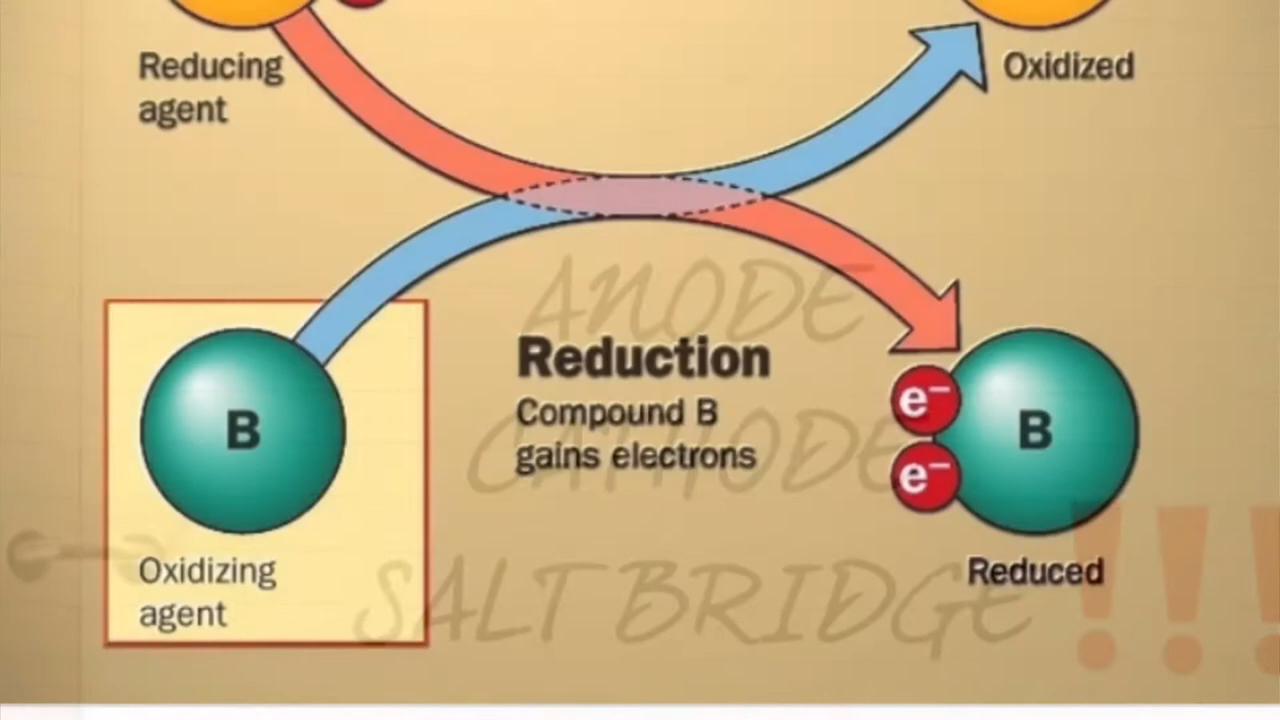 Reducing
agent
Oxidized
ANODE
Reduction
Compound B
gains electrons
CATHODE
B
e−
e−
B
Oxidizing
agent
Reduced
SALT BRIDGE
!!!